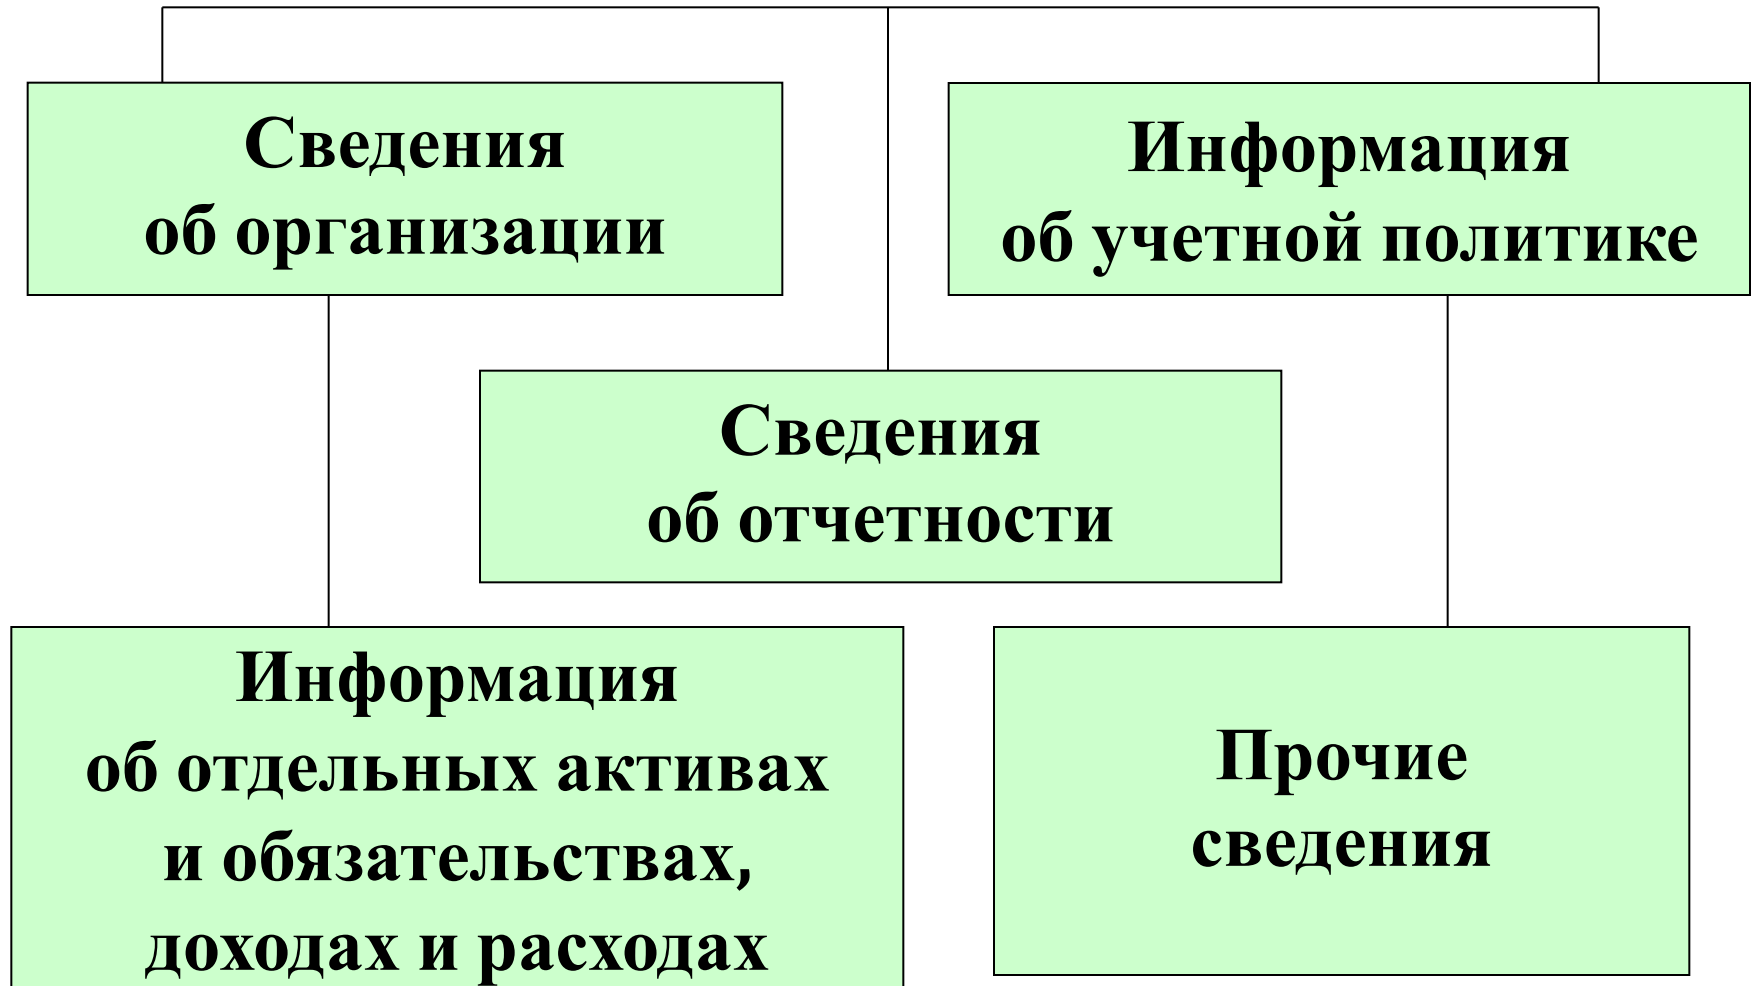 Сведения
об организации
Информация
об учетной политике
Сведения
об отчетности
Информация
об отдельных активах
и обязательствах,
доходах и расходах
Прочие
сведения